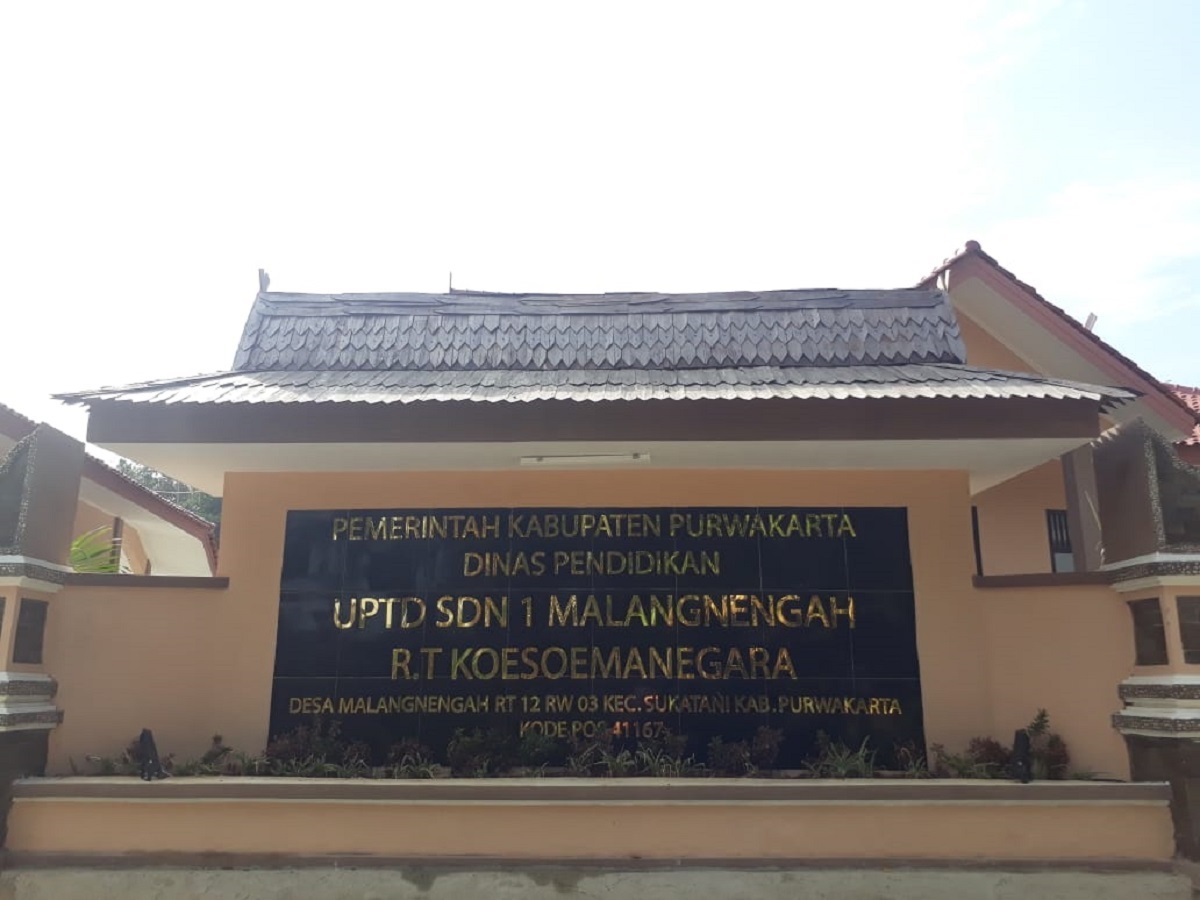 PEMERINTAH KABUPATEN PURWAKARTA
DINAS PENDIDIKAN
UPTD SDN 1 MALANGNENGAH
R.T KOESOEMANEGARA
DESA MALANGNENGAH RT 12 RW 03 KEC. SUKATANI KAB. PURWAKARTA
KODE POS 41167